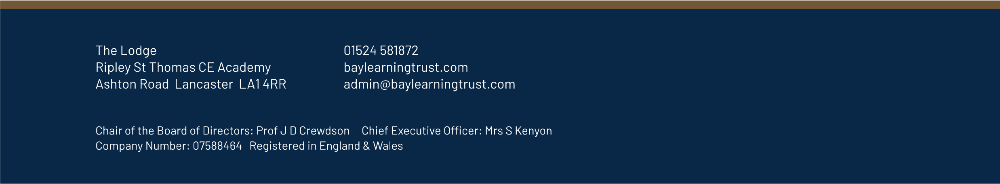 The Lodge
Ripley St Thomas CE Academy
Ashton Road  Lancaster  LA1 4RR
01524 581872
baylearningtrust.com
admin@baylearningtrust.com
Chair of the Board of Directors: Prof J D Crewdson    Chief Executive Officer: Mrs S Kenyon
Company Number: 07588464   Registered in England & Wales